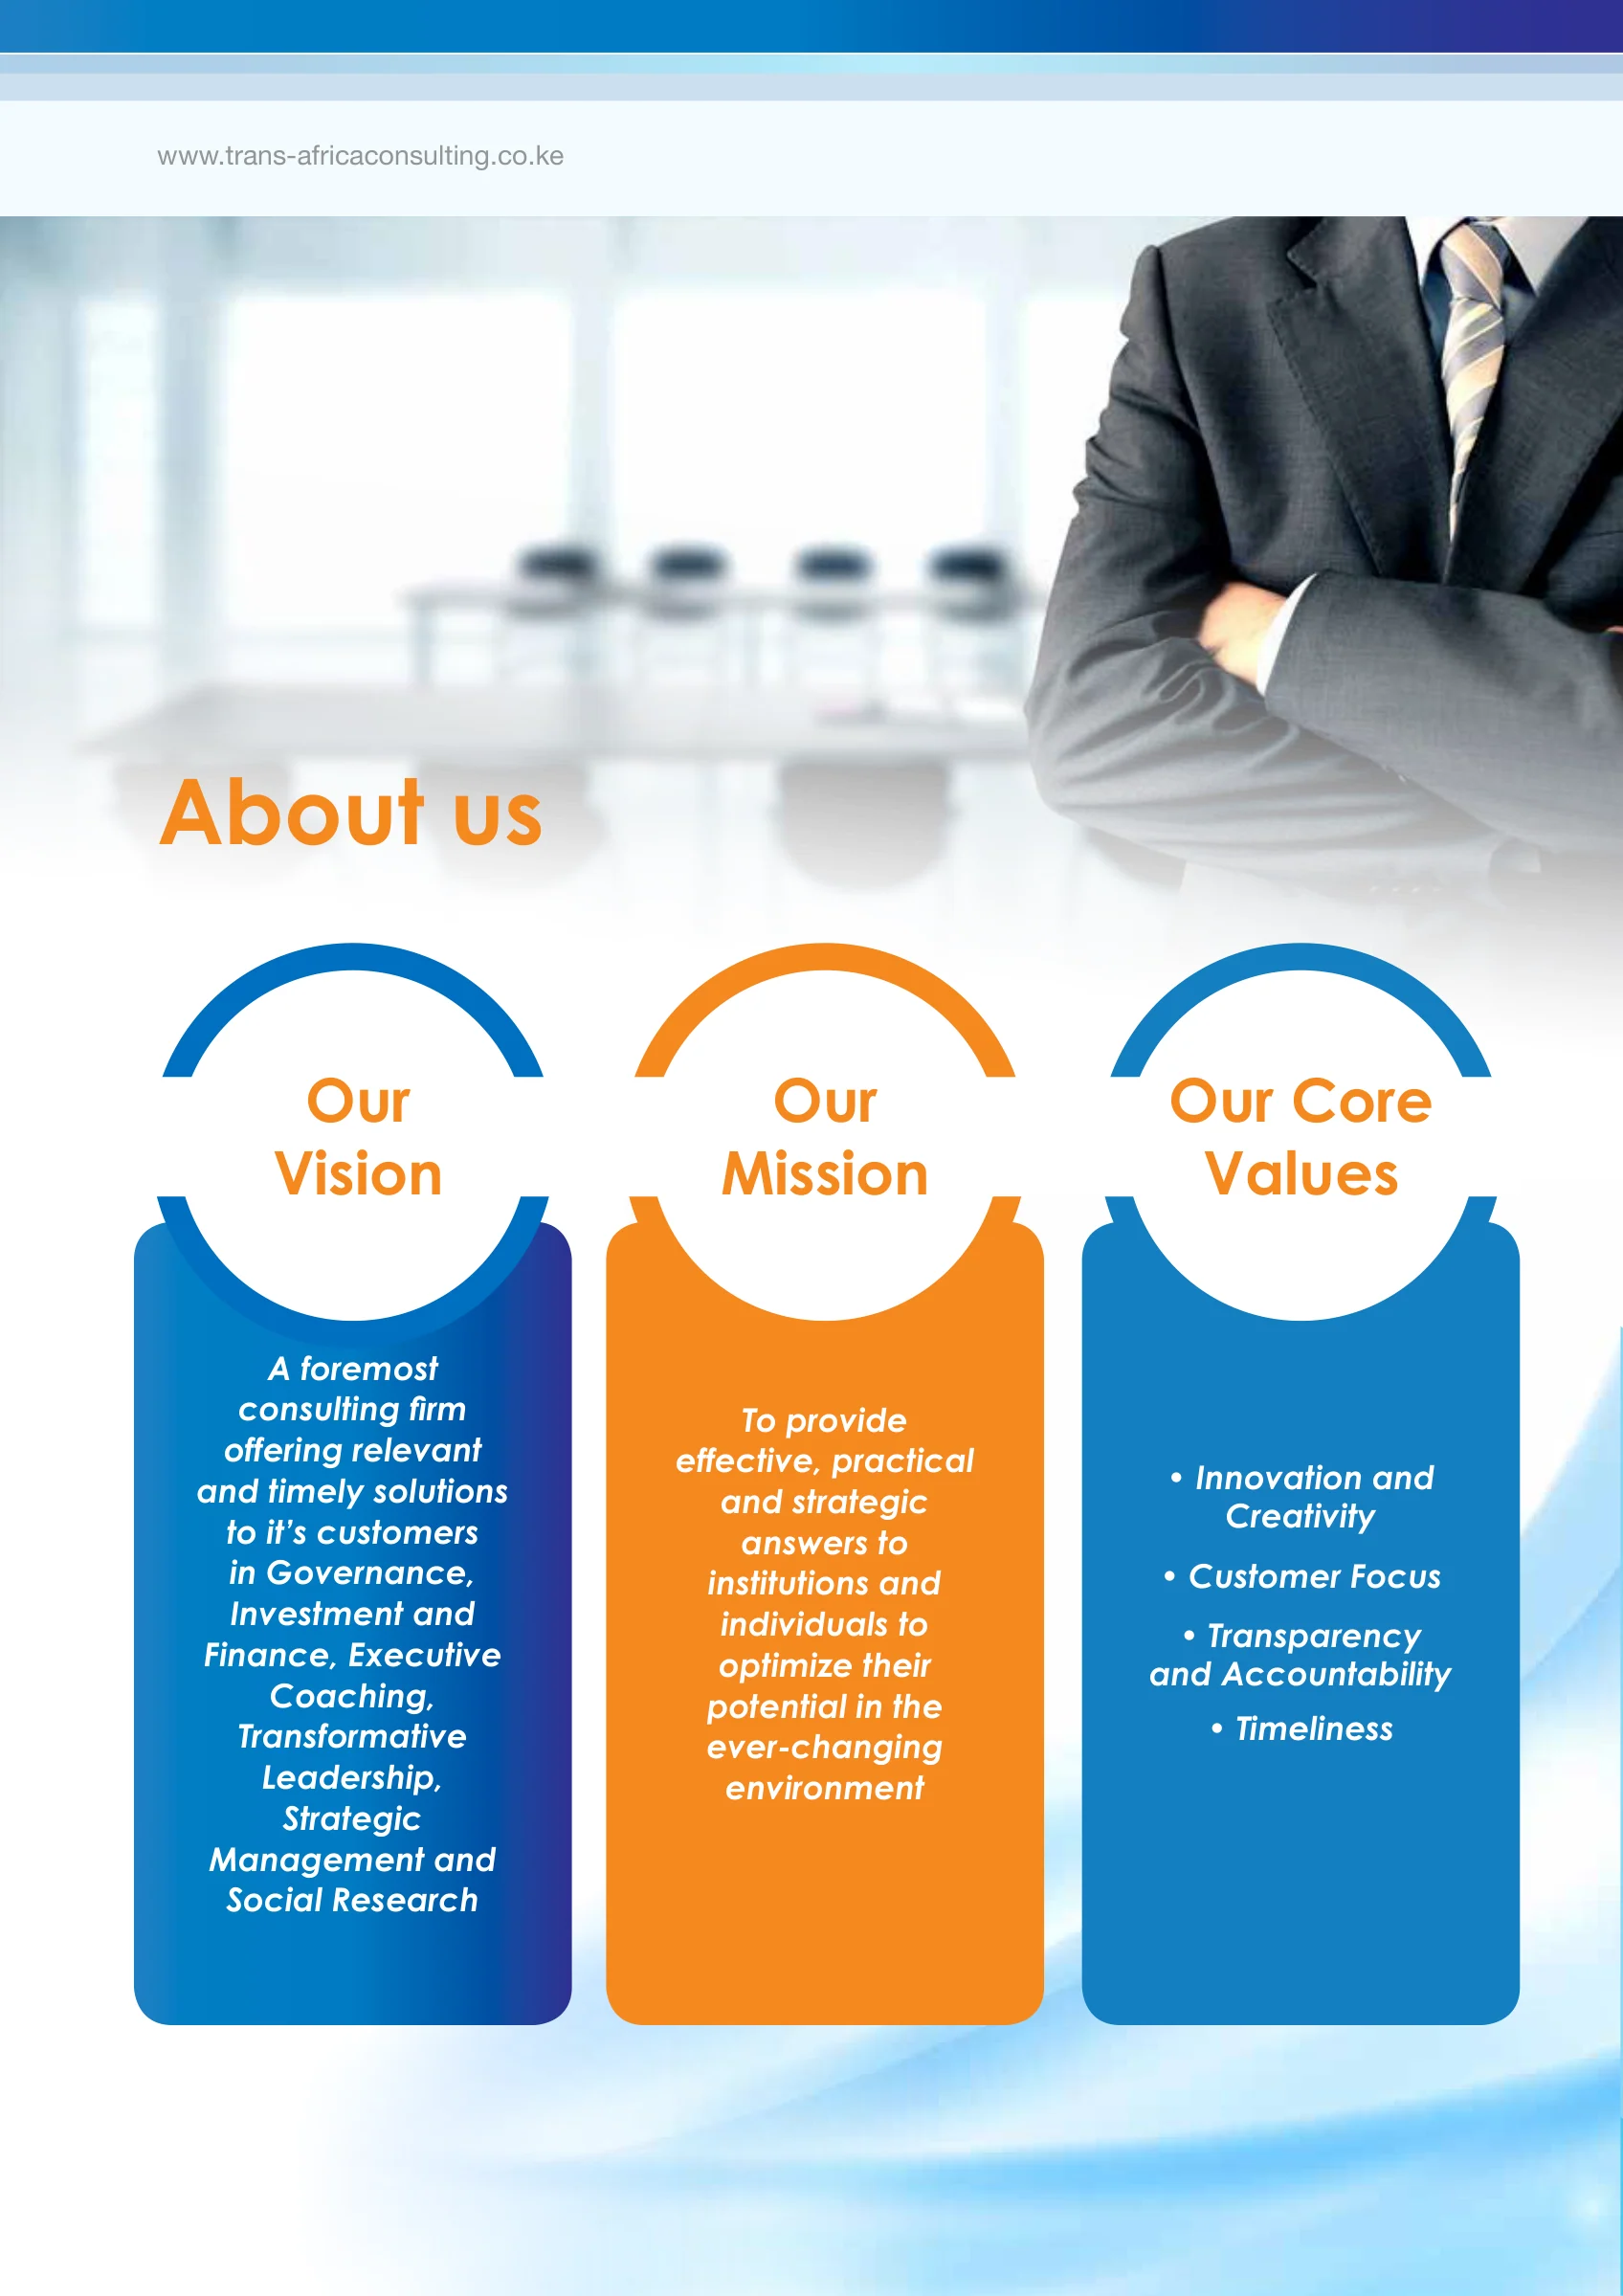 www.trans-africaconsulting.co.ke
About us
Our
Vision
A foremost
consulting firm
offering relevant
and timely solutions
to it’s customers
in Governance,
Investment and
Finance, Executive
Coaching,
Transformative
Leadership,
Strategic
Management and
Social Research
Our
Mission
To provide
effective, practical
and strategic
answers to
institutions and
individuals to
optimize their
potential in the
ever-changing
environment
Our Core
Values
• Innovation and
Creativity
• Customer Focus
• Transparency
and Accountability
• Timeliness